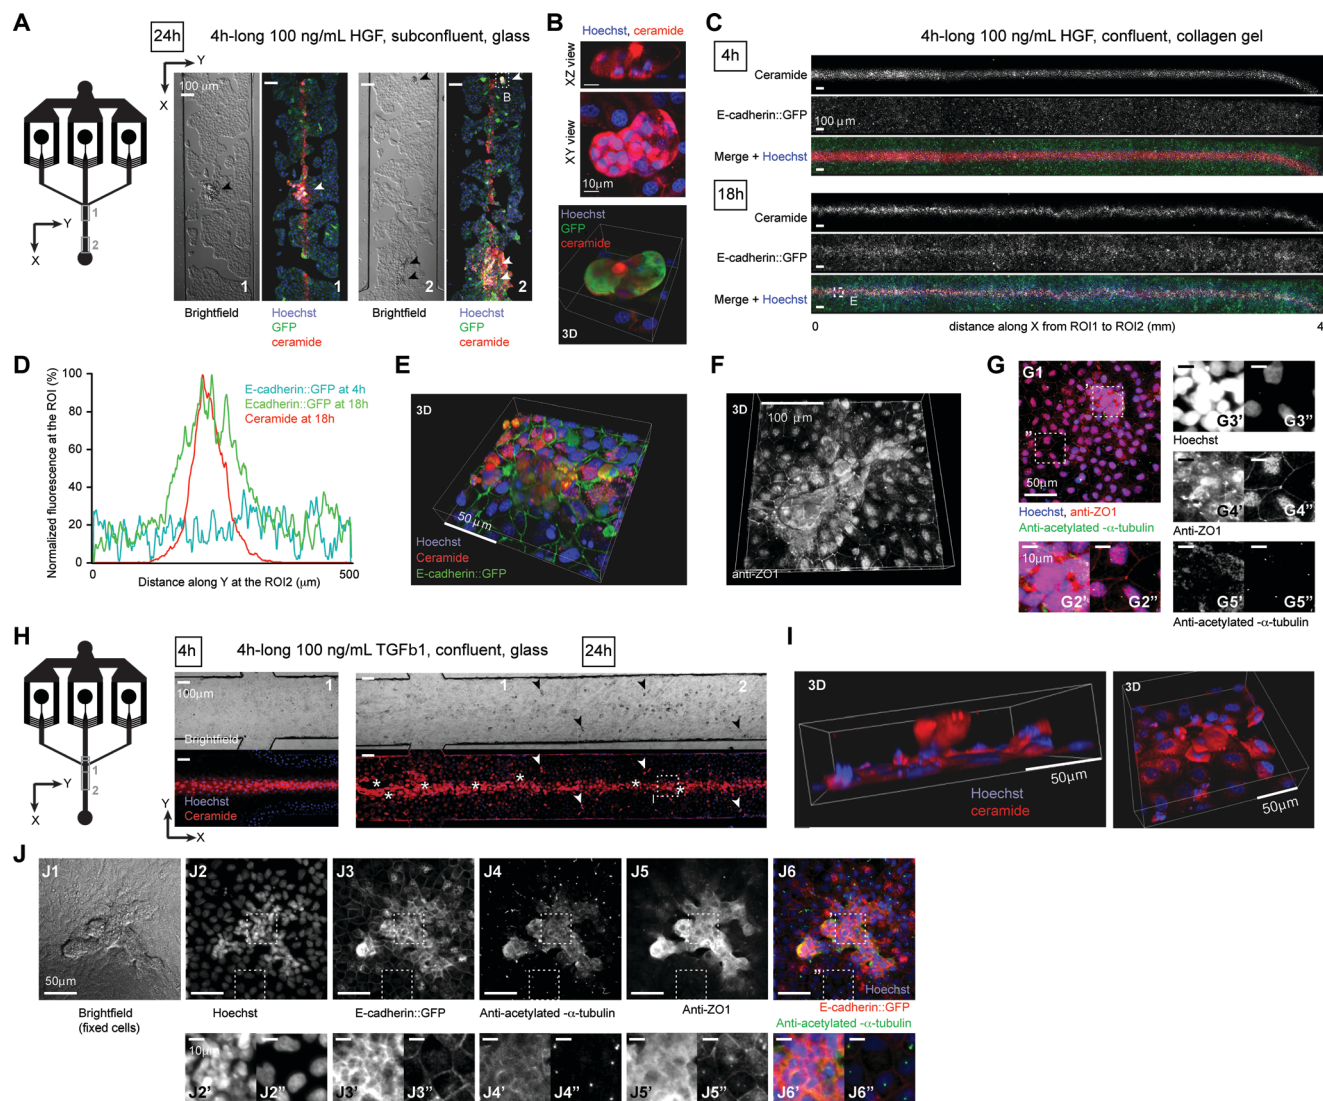 A
24h
4h-long 100 ng/mL HGF, subconfluent, glass
Y
X
100 μm
B
1
1
2
2
Y
X
1
2
Brightfield
Hoechst
GFP
ceramide
Brightfield
Hoechst
GFP
ceramide
B
Hoechst, ceramide
XZ view
XY view
10μm
Hoechst
GFP
ceramide
3D
C
4h-long 100 ng/mL HGF, confluent, collagen gel
4h
Ceramide
E-cadherin::GFP
100 μm
Merge + Hoechst
18h
Ceramide
E-cadherin::GFP
Merge + Hoechst
E
0
distance along X from ROI1 to ROI2 (mm)
4
D
Normalized fluorescence at the ROI (%)
100
80
60
40
20
0
E-cadherin::GFP at 4h
Ecadherin::GFP at 18h
Ceramide at 18h
0
Distance along Y at the ROI2 (μm)
500
E
3D
50 μm
Hoechst
Ceramide
E-cadherin::GFP
F
3D
100 μm
anti-ZO1
G
G1
'
"
50μm
Hoechst, anti-ZO1
Anti-acetylated -α-tubulin
10μm
G2'
G2"
G3'
G3"
Hoechst
G4'
G4"
Anti-ZO1
G5'
G5"
Anti-acetylated -α-tubulin
H
4h
4h-long 100 ng/mL TGFb1, confluent, glass
24h
1
100μm
Brightfield
Hoechst
Ceramide
1
2
* * * * * * *
I
Y
X
1
2
Y
X
I
3D
50μm
Hoechst
ceramide
3D
50μm
J
J1
50μm
Brightfield
(fixed cells)
J2
Hoechst
J3
E-cadherin::GFP
J4
Anti-acetylated -α-tubulin
J5
Anti-ZO1
J6
"
Hoechst
E-cadherin::GFP
Anti-acetylated -α-tubulin
10μm
J2'
J2"
J3'
J3"
J4'
J4"
J5'
J5"
J6'
J6"